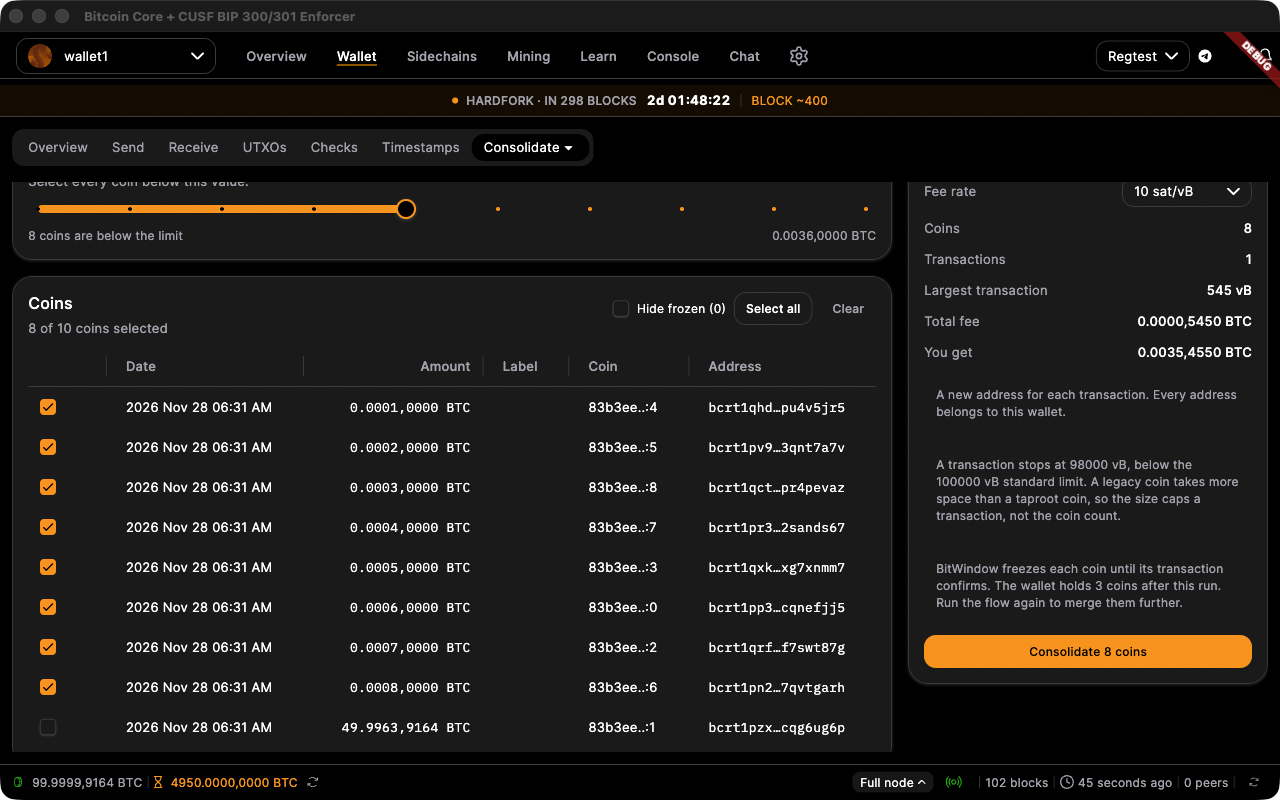 Bitcoin Core + CUSF BIP 300/301 Enforcer
wallet1
Overview
Wallet
Sidechains
Mining
Learn
Console
Chat
Regtest
DEBUG
HARDFORK · IN 298 BLOCKS 2d 01:48:22 BLOCK ~400
Overview
Send
Receive
UTXOs
Checks
Timestamps
Consolidate
Select every coin below this value.
8 coins are below the limit
0.0036,0000 BTC
Coins
8 of 10 coins selected
Hide frozen (0)
Select all
Clear
Date Amount Label Coin Address
2026 Nov 28 06:31 AM 0.0001,0000 BTC 83b3ee..:4 bcrt1qhd…pu4v5jr5
2026 Nov 28 06:31 AM 0.0002,0000 BTC 83b3ee..:5 bcrt1pv9…3qnt7a7v
2026 Nov 28 06:31 AM 0.0003,0000 BTC 83b3ee..:8 bcrt1qct…pr4pevaz
2026 Nov 28 06:31 AM 0.0004,0000 BTC 83b3ee..:7 bcrt1pr3…2sands67
2026 Nov 28 06:31 AM 0.0005,0000 BTC 83b3ee..:3 bcrt1qxk…xg7xnmm7
2026 Nov 28 06:31 AM 0.0006,0000 BTC 83b3ee..:0 bcrt1pp3…cqnefjj5
2026 Nov 28 06:31 AM 0.0007,0000 BTC 83b3ee..:2 bcrt1qrf…f7swt87g
2026 Nov 28 06:31 AM 0.0008,0000 BTC 83b3ee..:6 bcrt1pn2…7qvtgarh
2026 Nov 28 06:31 AM 49.9963,9164 BTC 83b3ee..:1 bcrt1pzx…cqg6ug6p
Fee rate 10 sat/vB
Coins 8
Transactions 1
Largest transaction 545 vB
Total fee 0.0000,5450 BTC
You get 0.0035,4550 BTC
A new address for each transaction. Every address
belongs to this wallet.
A transaction stops at 98000 vB, below the
100000 vB standard limit. A legacy coin takes more
space than a taproot coin, so the size caps a
transaction, not the coin count.
BitWindow freezes each coin until its transaction
confirms. The wallet holds 3 coins after this run.
Run the flow again to merge them further.
Consolidate 8 coins
99.9999,9164 BTC
4950.0000,0000 BTC
Full node
102 blocks
45 seconds ago
0 peers